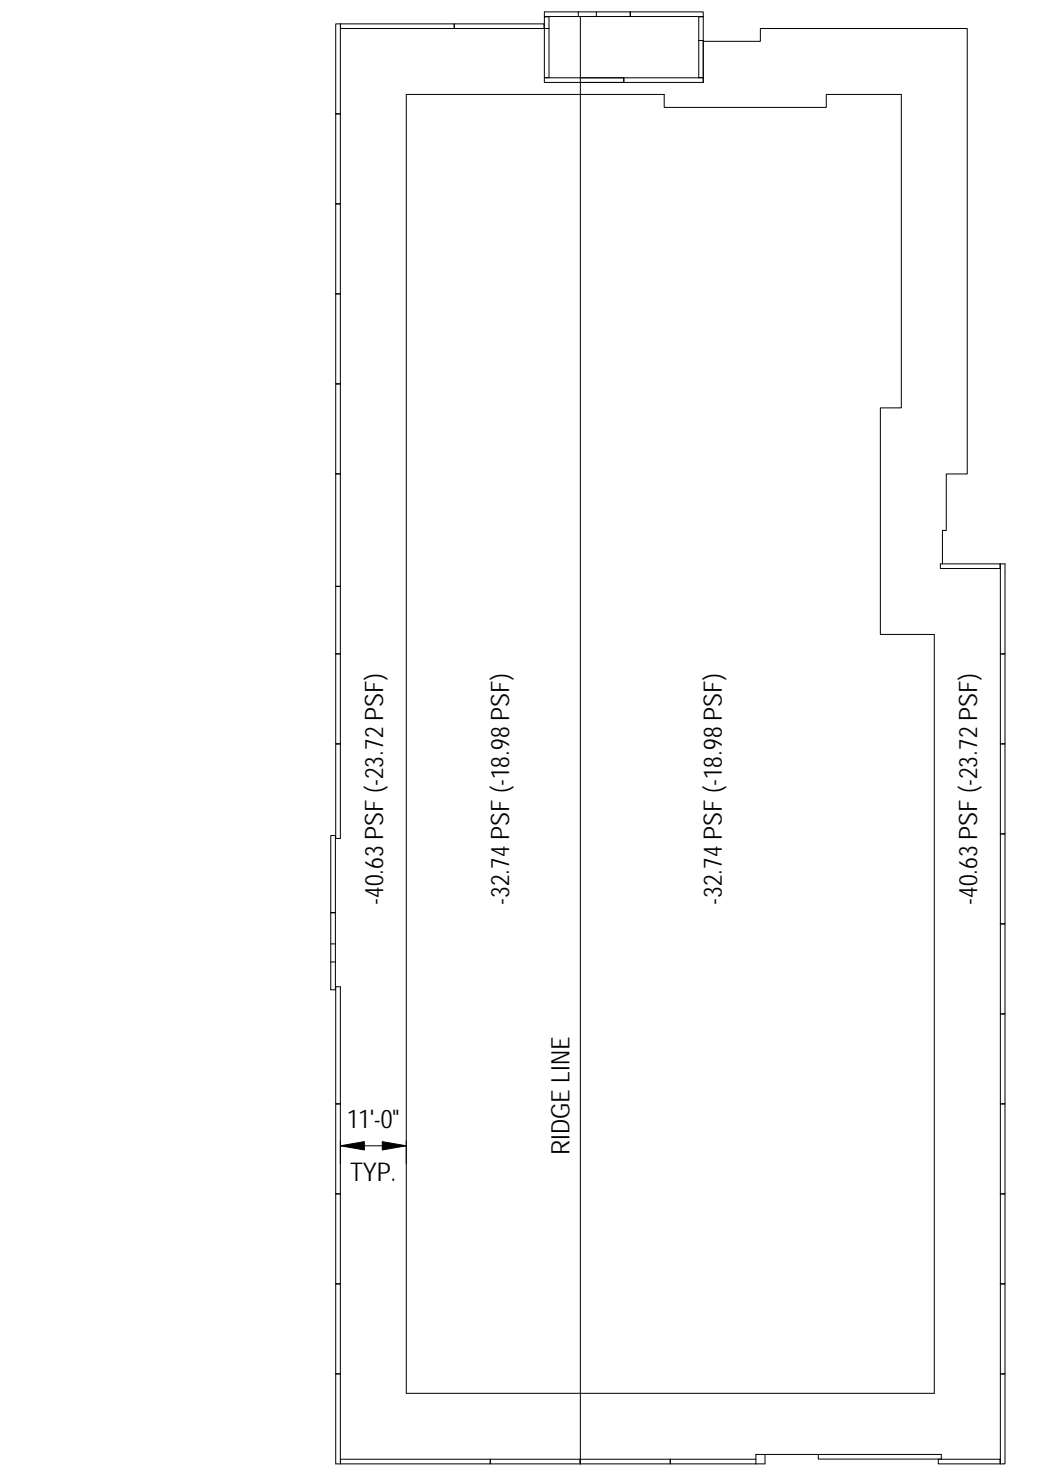 -40.63 PSF (-23.72 PSF)
-32.74 PSF (-18.98 PSF)
-32.74 PSF (-18.98 PSF)
-40.63 PSF (-23.72 PSF)
RIDGE LINE
11'-0"
TYP.